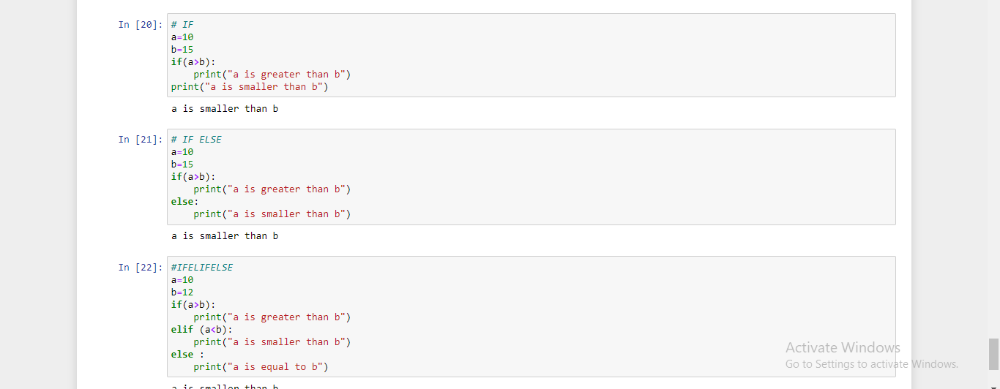 In [20]: # IF
a=10
b=15
if(a>b):
    print("a is greater than b")
print("a is smaller than b")
a is smaller than b
In [21]: # IF ELSE
a=10
b=15
if(a>b):
    print("a is greater than b")
else:
    print("a is smaller than b")
a is smaller than b
In [22]: #IFELIFELSE
a=10
b=12
if(a>b):
    print("a is greater than b")
elif (a<b):
    print("a is smaller than b")
else :
    print("a is equal to b")
a is smaller than b
Activate Windows
Go to Settings to activate Windows.